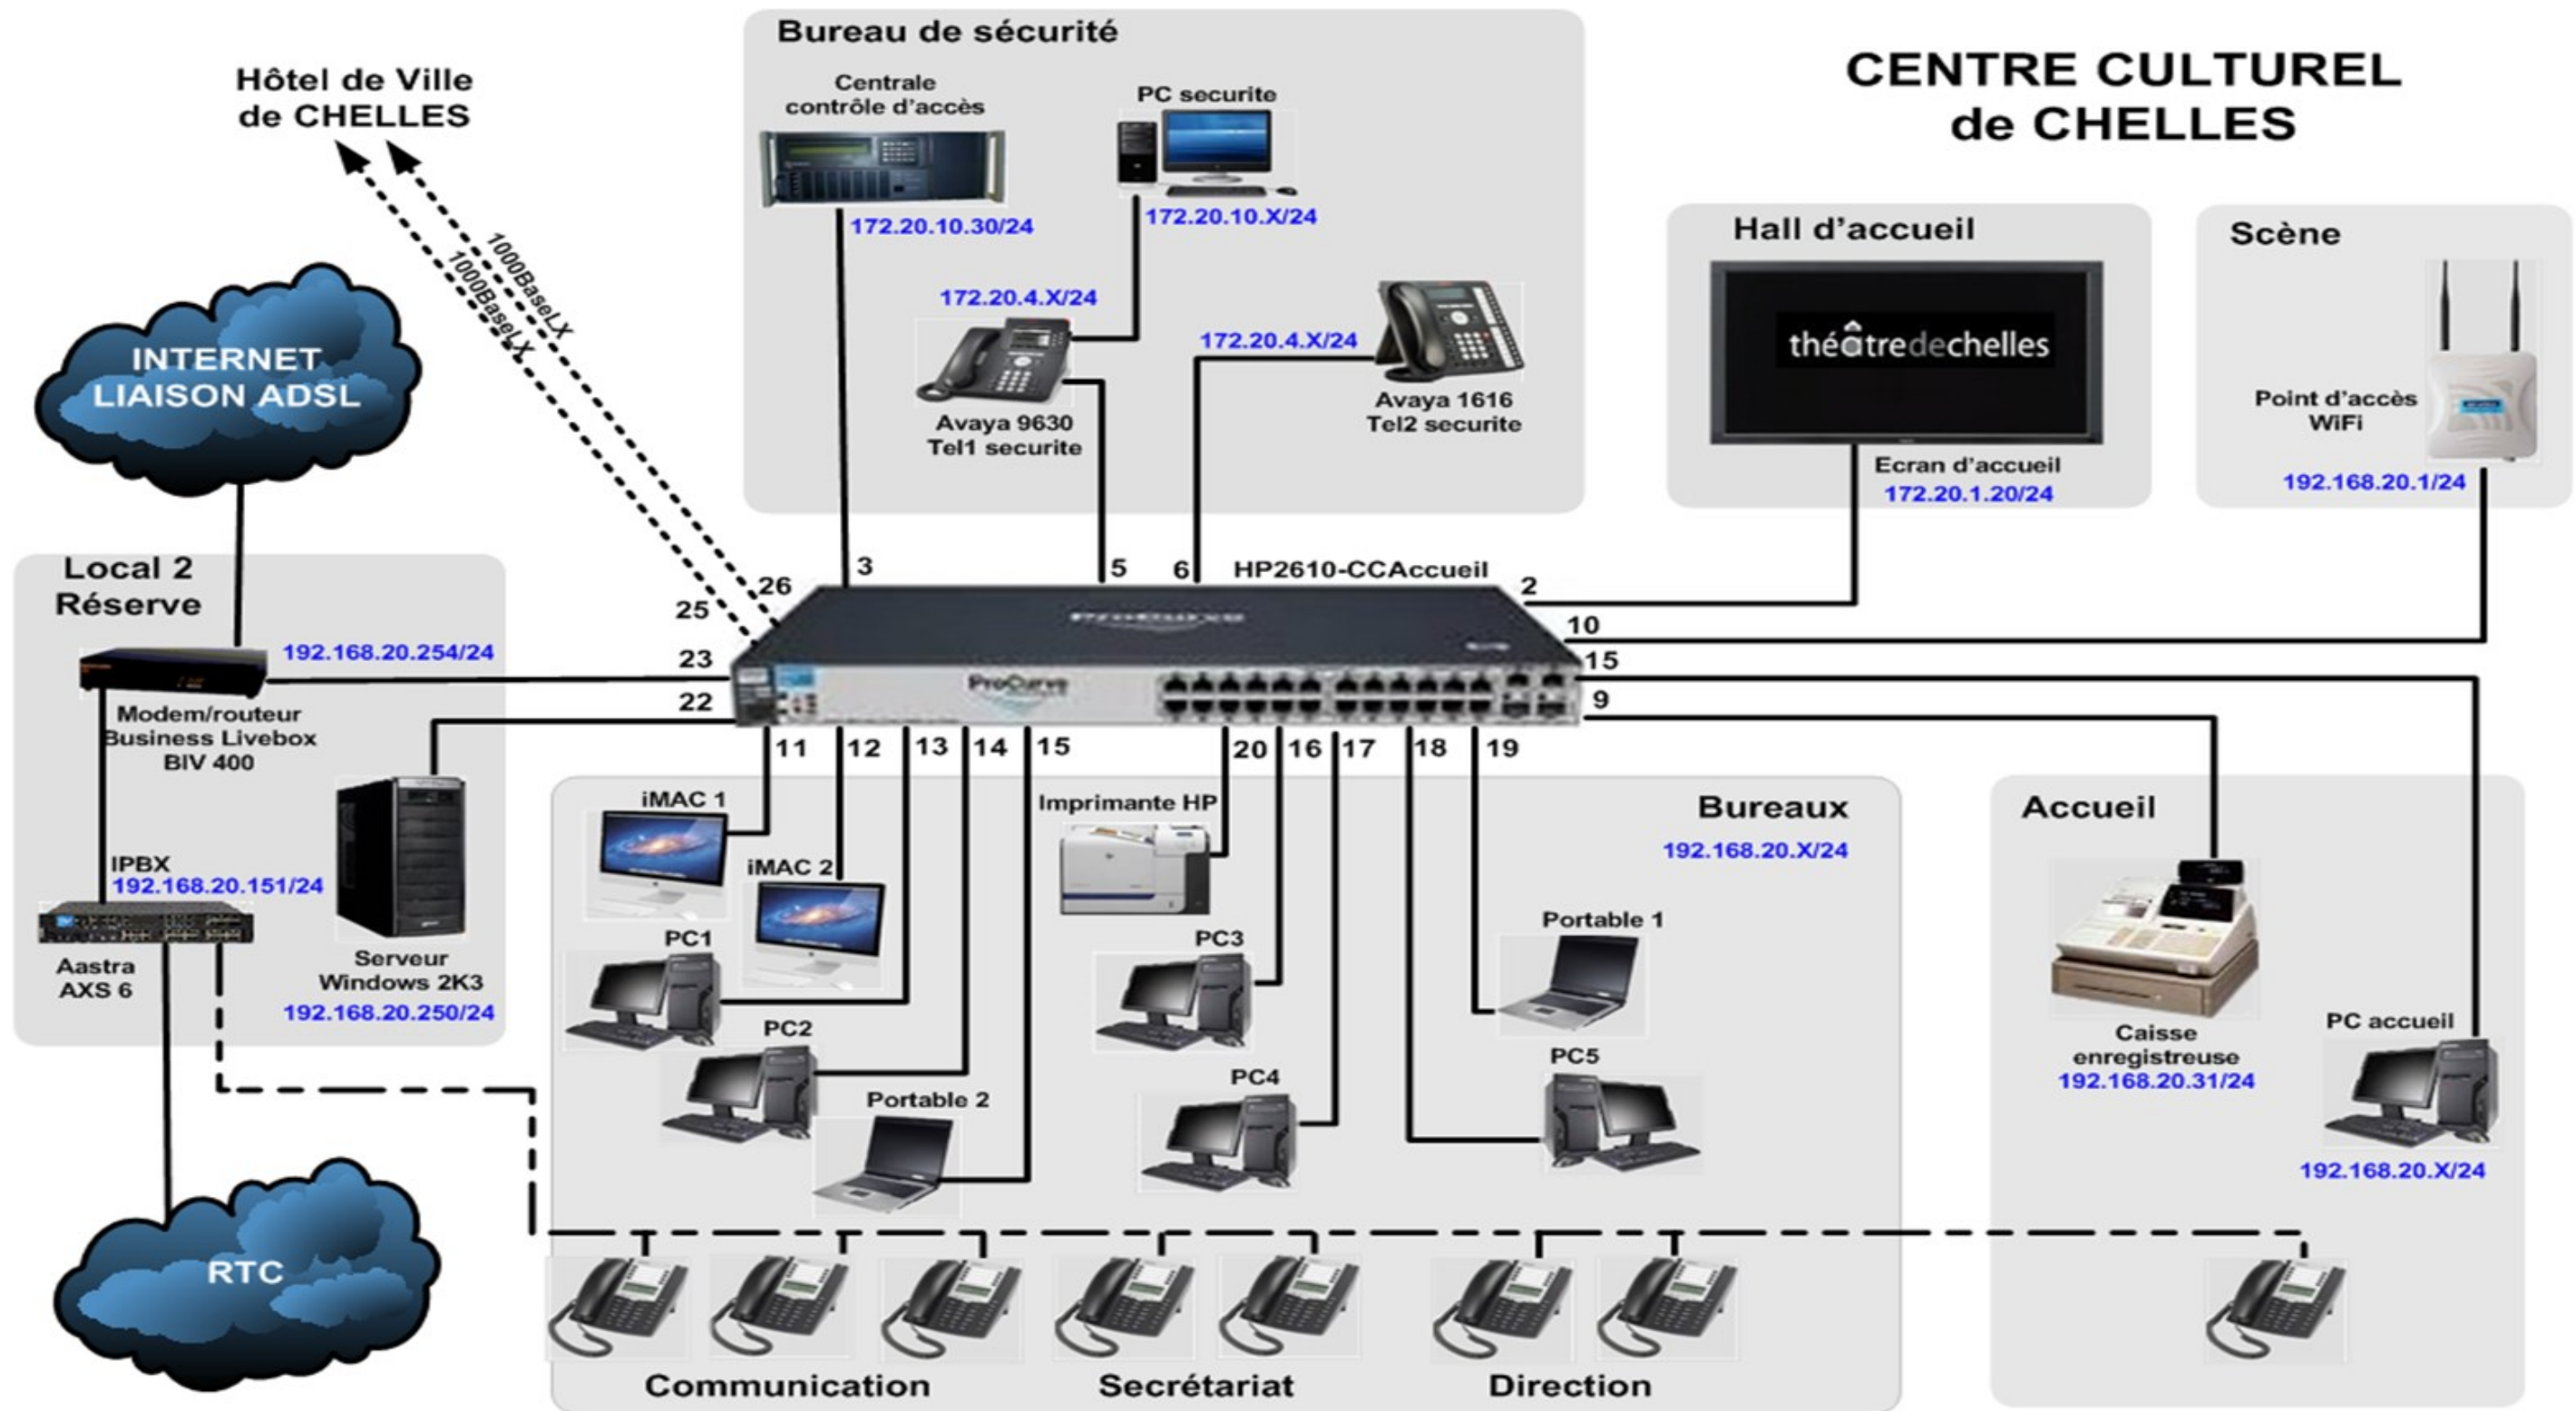 Bureau de sécurité
Centrale
contrôle d'accès
172.20.10.30/24
PC securite
172.20.10.X/24
172.20.4.X/24
Avaya 9630
Tel1 securite
172.20.4.X/24
Avaya 1616
Tel2 securite
CENTRE CULTUREL
de CHELLES
Hôtel de Ville
de CHELLES
1000BaseLX
1000BaseLX
Hall d'accueil
théâtredechelles
Ecran d'accueil
172.20.1.20/24
Scène
Point d'accès
WiFi
192.168.20.1/24
INTERNET
LIAISON ADSL
Local 2
Réserve
192.168.20.254/24
Modem/routeur
Business Livebox
BIV 400
IPBX
192.168.20.151/24
Aastra
AXS 6
Serveur
Windows 2K3
192.168.20.250/24
RTC
HP2610-CCAccueil
3
5
6
2
26
25
10
23
15
22
9
ProCurve
ProCurve
11
12
13
14
15
20
16
17
18
19
Bureaux
192.168.20.X/24
iMAC 1
iMAC 2
PC1
PC2
Portable 2
Imprimante HP
PC3
PC4
Portable 1
PC5
Communication
Secrétariat
Direction
Accueil
Caisse
enregistreuse
192.168.20.31/24
PC accueil
192.168.20.X/24